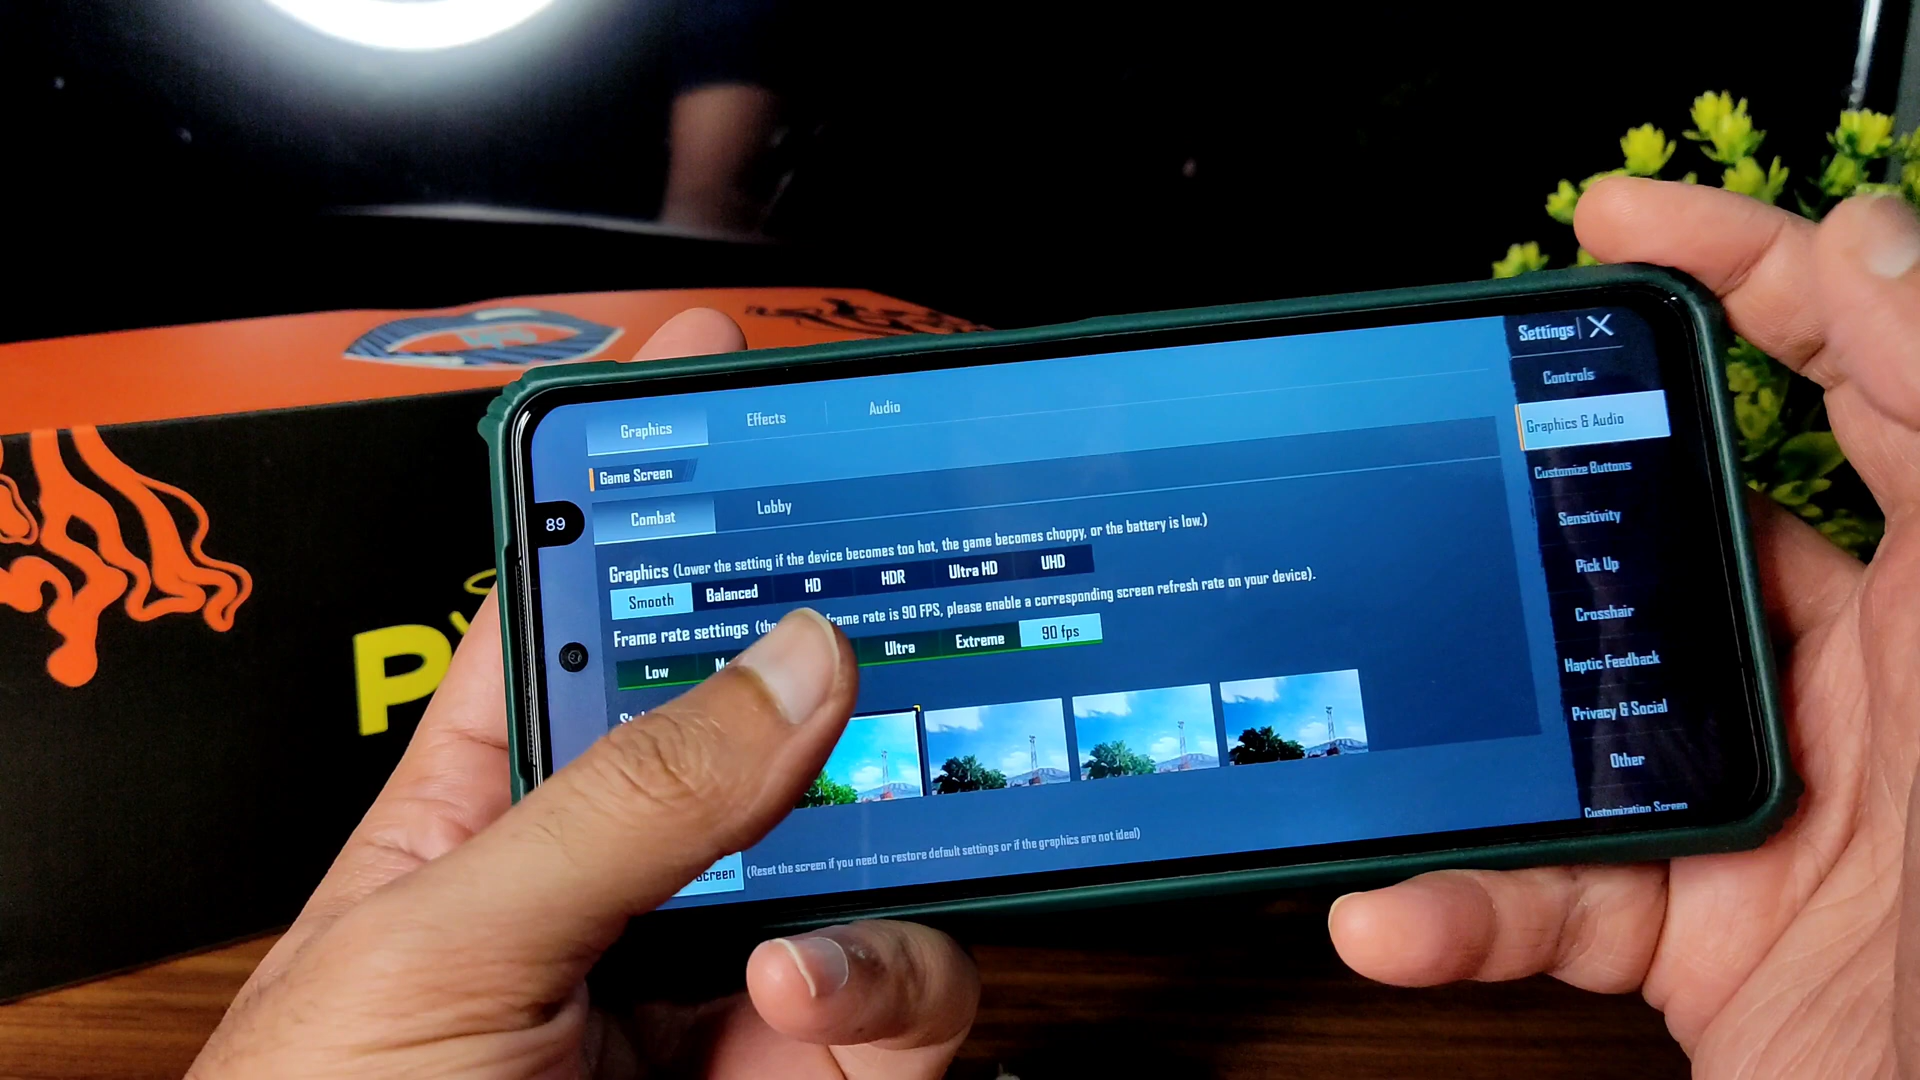 Settings
Controls
Graphics & Audio
Customize Buttons
Sensitivity
Pick Up
Crosshair
Haptic Feedback
Privacy & Social
Other
Customization Screen
Graphics Effects Audio
Game Screen
89
Combat Lobby
Graphics (Lower the setting if the device becomes too hot, the game becomes choppy, or the battery is low.)
Smooth Balanced HD HDR Ultra HD UHD
Frame rate settings frame rate is 90 FPS, please enable a corresponding screen refresh rate on your device).
Low Ultra Extreme 90 fps
(Reset the screen if you need to restore default settings or if the graphics are not ideal)
P